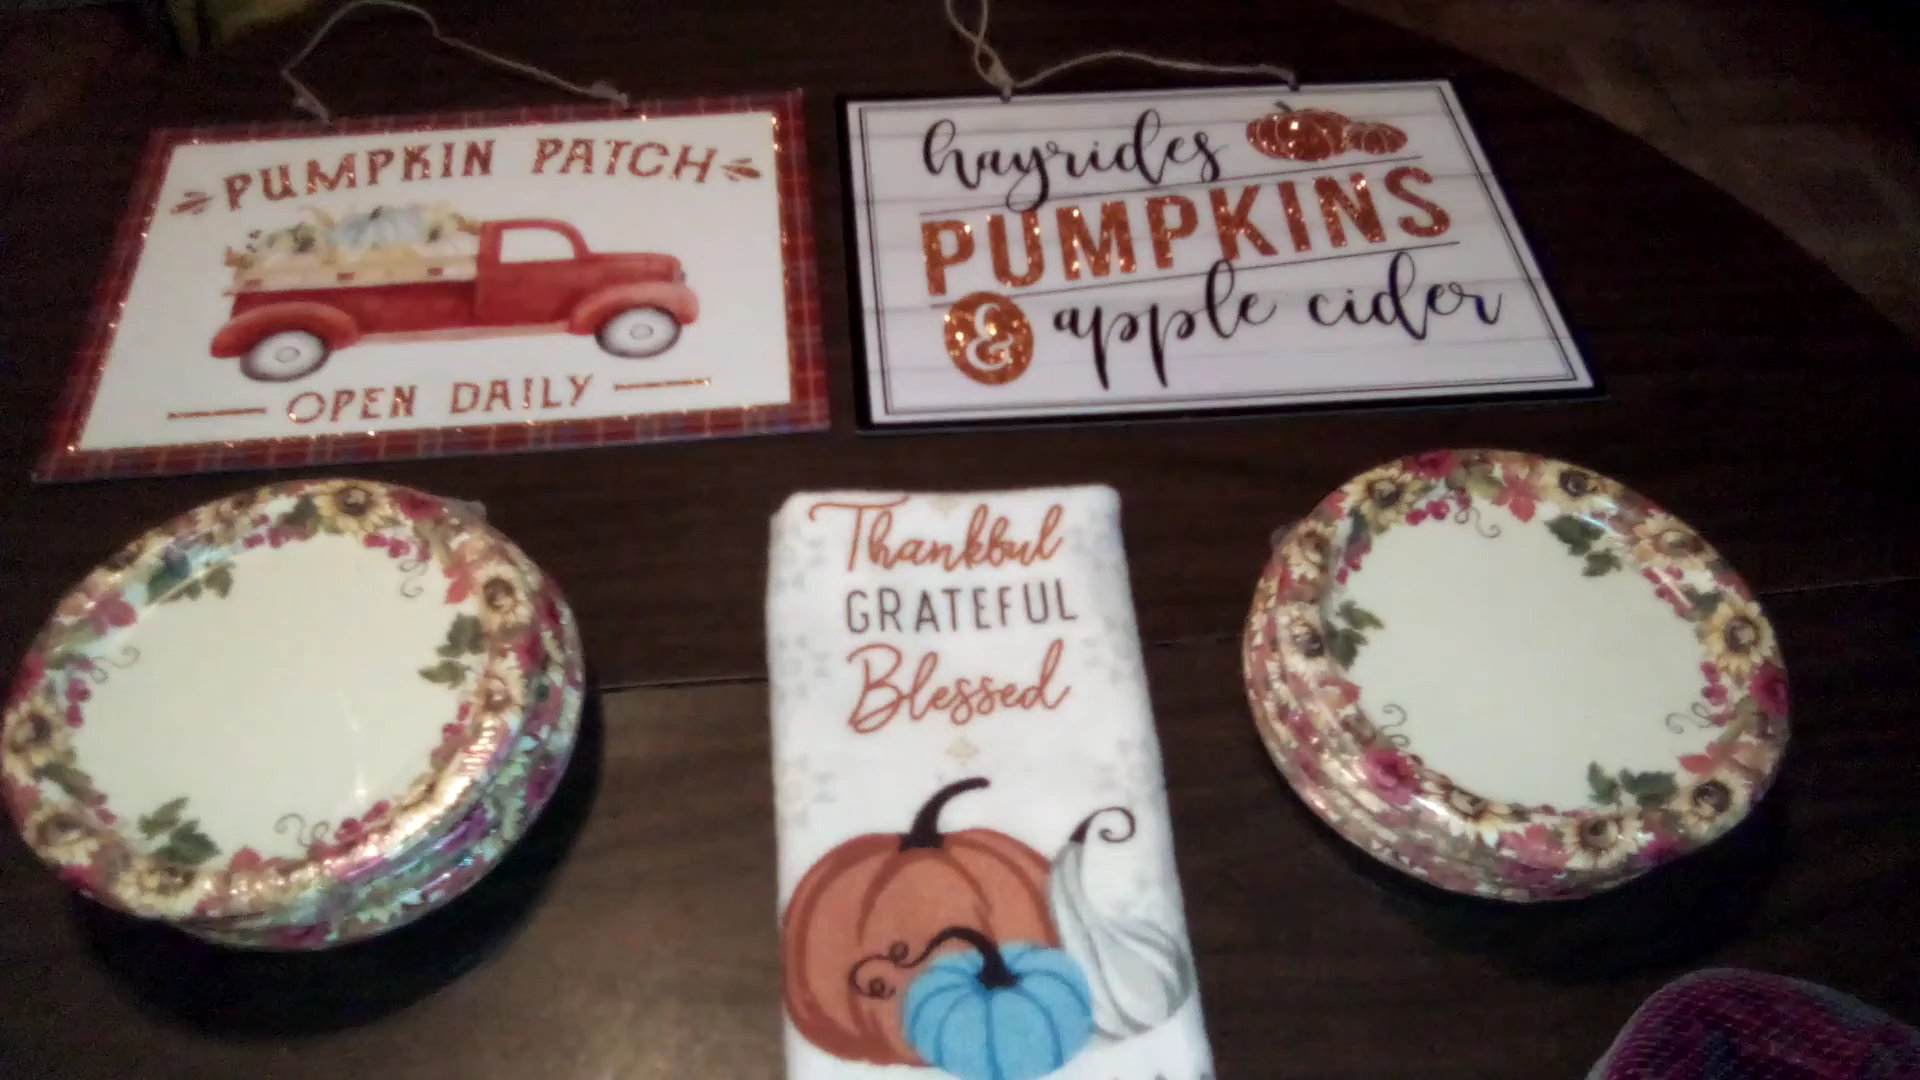 PUMPKIN PATCH
OPEN DAILY
hayrides
PUMPKINS
& apple cider
Thankful
GRATEFUL
Blessed